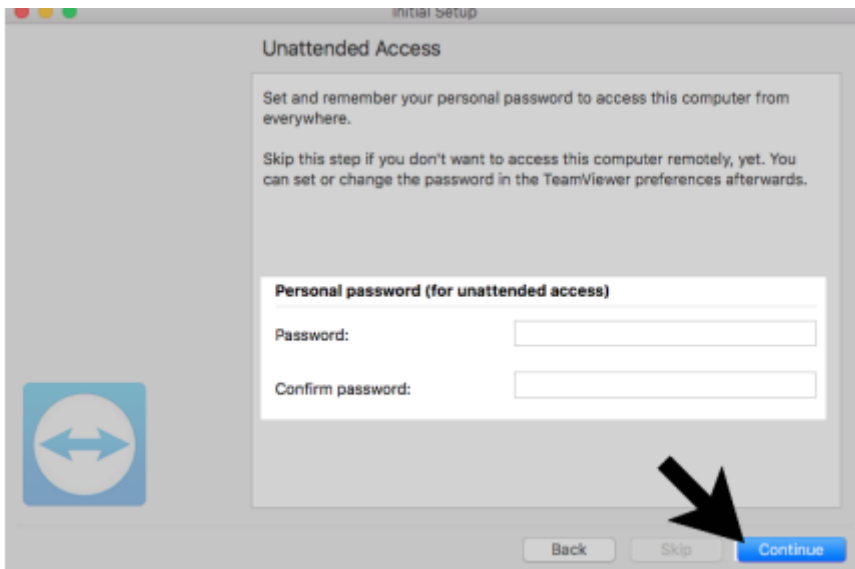 Initial Setup
Unattended Access
Set and remember your personal password to access this computer from
everywhere.
Skip this step if you don't want to access this computer remotely, yet. You
can set or change the password in the TeamViewer preferences afterwards.
Personal password (for unattended access)
Password:
Confirm password:
Back
Skip
Continue